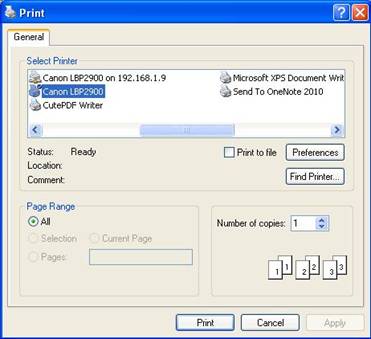 Print
General
Select Printer
Canon LBP2900 on 192.168.1.9
Microsoft XPS Document Writ
Canon LBP2900
Send To OneNote 2010
CutePDF Writer
Status: Ready
Print to file
Preferences
Location:
Comment:
Find Printer...
Page Range
All
Number of copies: 1
Selection
Current Page
Pages:
1 1 2 2 3 3
Print
Cancel
Apply